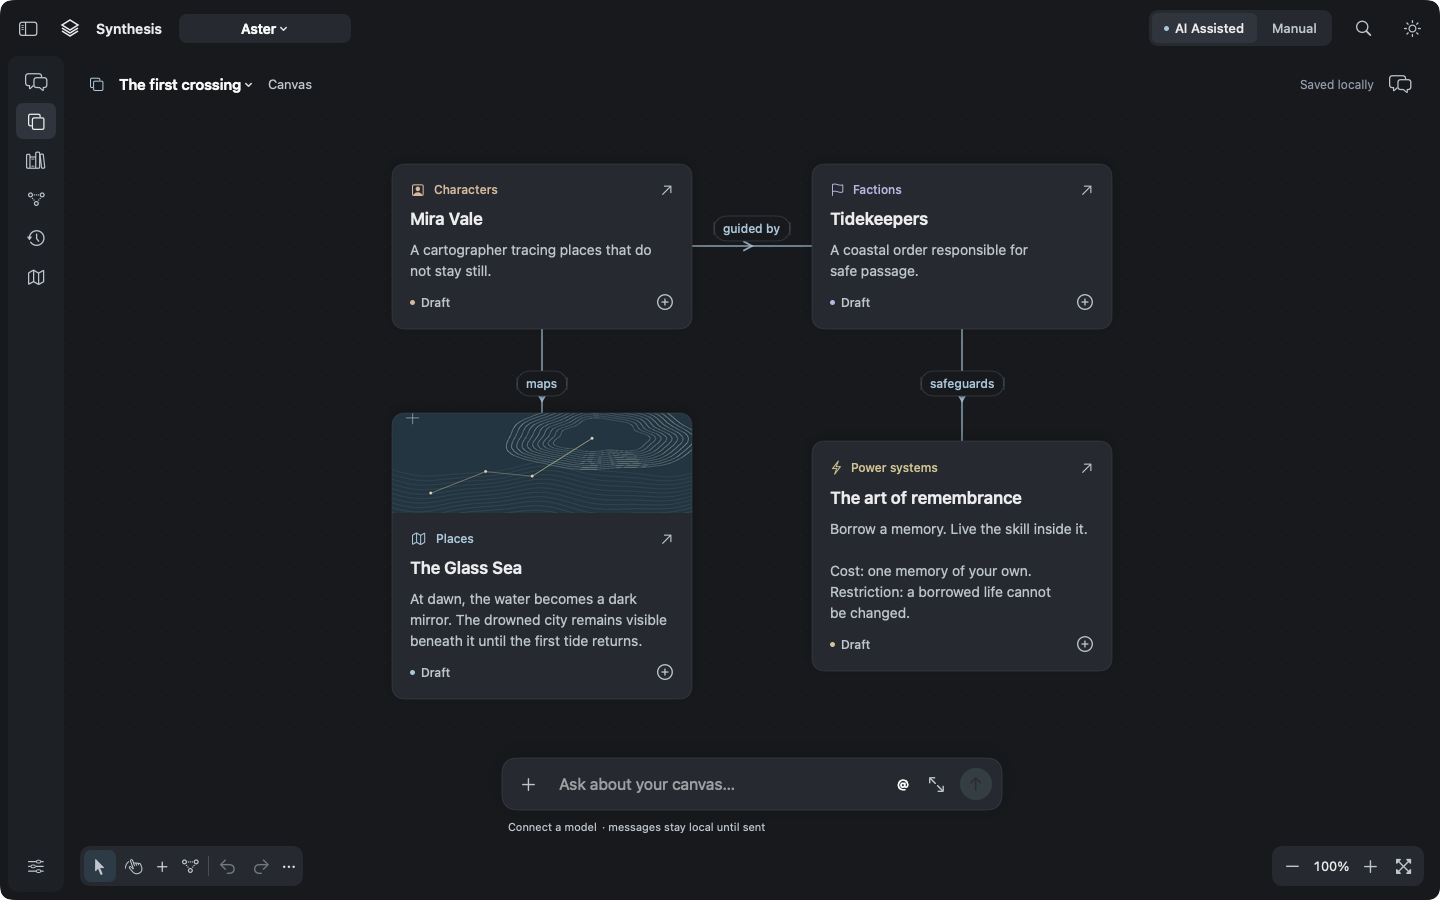 Synthesis
Aster
AI Assisted
Manual
The first crossing
Canvas
Saved locally
Characters
Mira Vale
A cartographer tracing places that do
not stay still.
Draft
guided by
Factions
Tidekeepers
A coastal order responsible for
safe passage.
Draft
maps
safeguards
Places
The Glass Sea
At dawn, the water becomes a dark
mirror. The drowned city remains visible
beneath it until the first tide returns.
Draft
Power systems
The art of remembrance
Borrow a memory. Live the skill inside it.
Cost: one memory of your own.
Restriction: a borrowed life cannot
be changed.
Draft
Ask about your canvas...
@
Connect a model · messages stay local until sent
100%